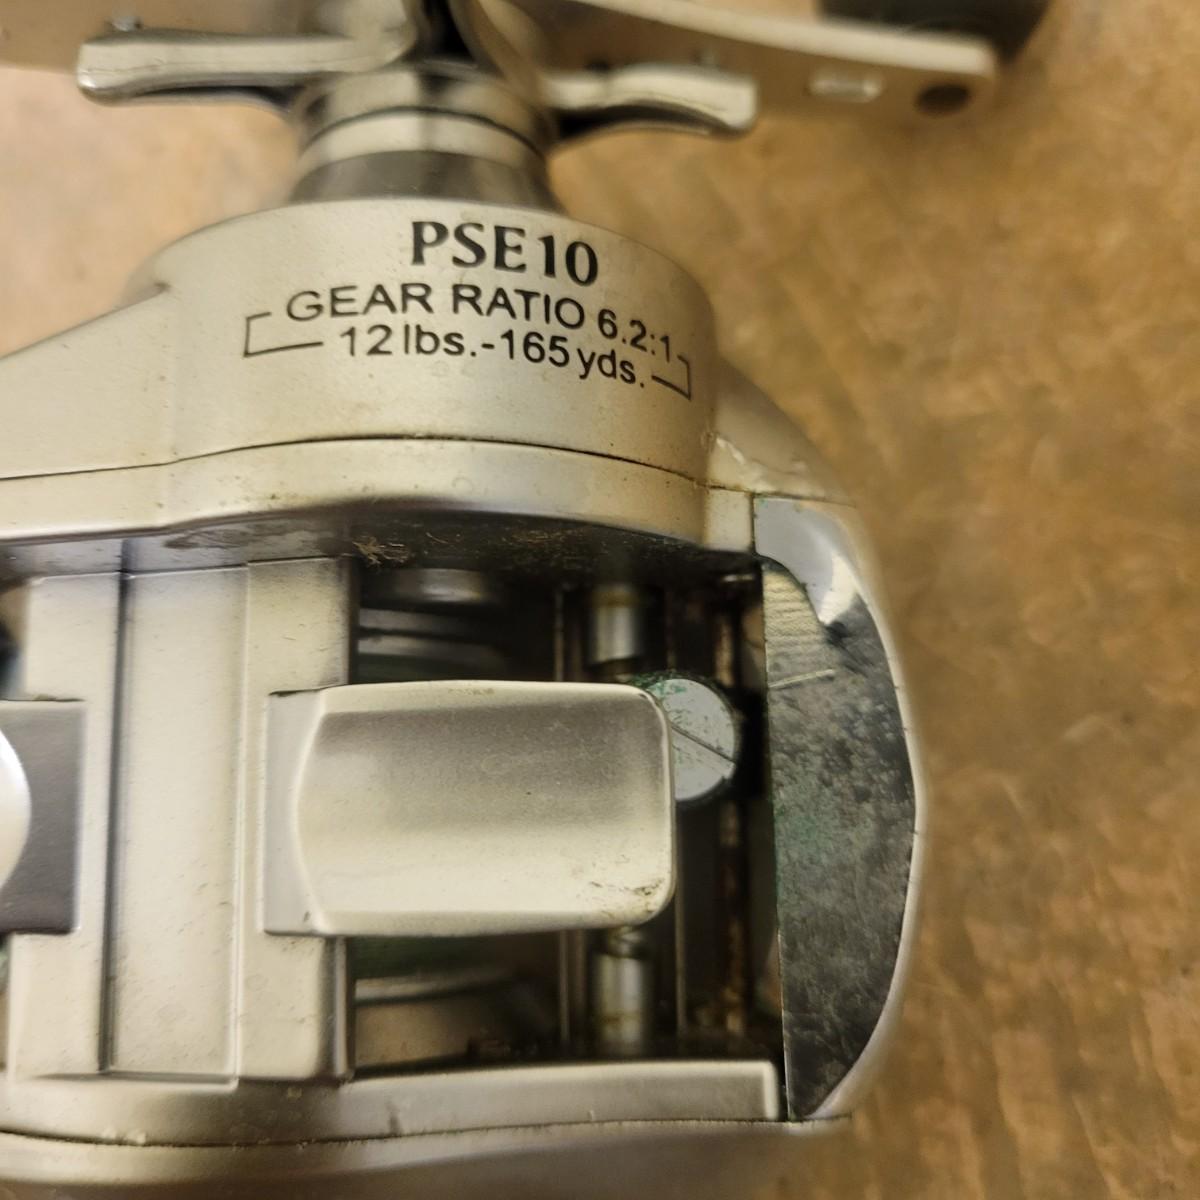 PSE10
GEAR RATIO 6.2:1
12 lbs.-165 yds.